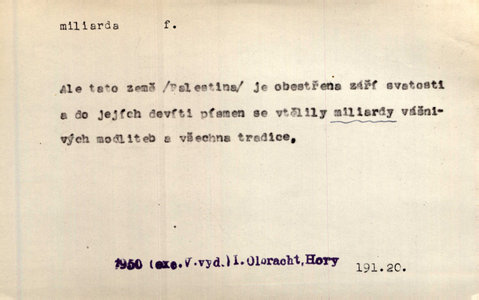 miliarda f.
Ale tato země /Palestina/ je obestřena září svatosti
a do jejích devíti písmen se vtělily miliardy vášni-
vých modliteb a všechna tradice.
1950 (exc.V.vyd.) I. Olbracht, Hory 191.20.